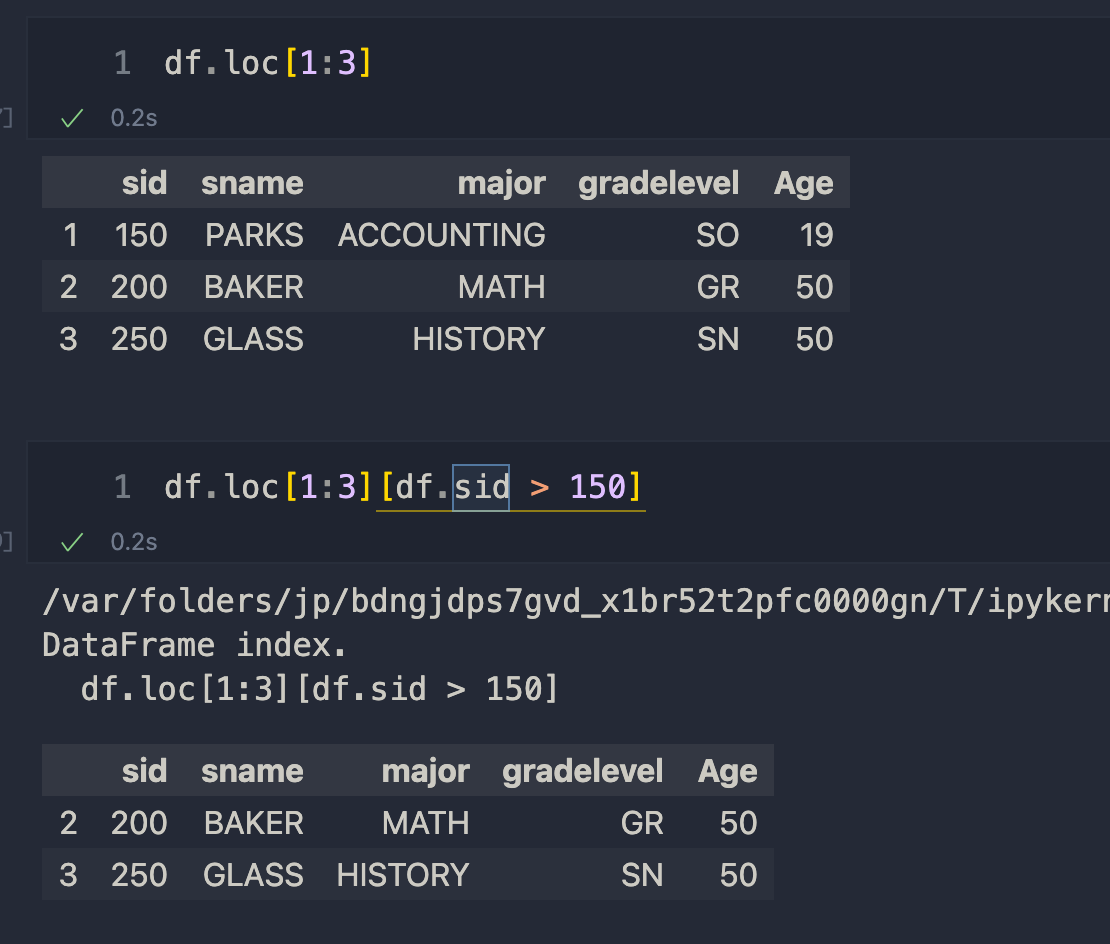 1 df.loc[1:3]
]
0.2s
sid sname major gradelevel Age
1 150 PARKS ACCOUNTING SO 19
2 200 BAKER MATH GR 50
3 250 GLASS HISTORY SN 50
1 df.loc[1:3][df.sid > 150]
]
0.2s
/var/folders/jp/bdngjdps7gvd_x1br52t2pfc0000gn/T/ipykern
DataFrame index.
df.loc[1:3][df.sid > 150]
sid sname major gradelevel Age
2 200 BAKER MATH GR 50
3 250 GLASS HISTORY SN 50